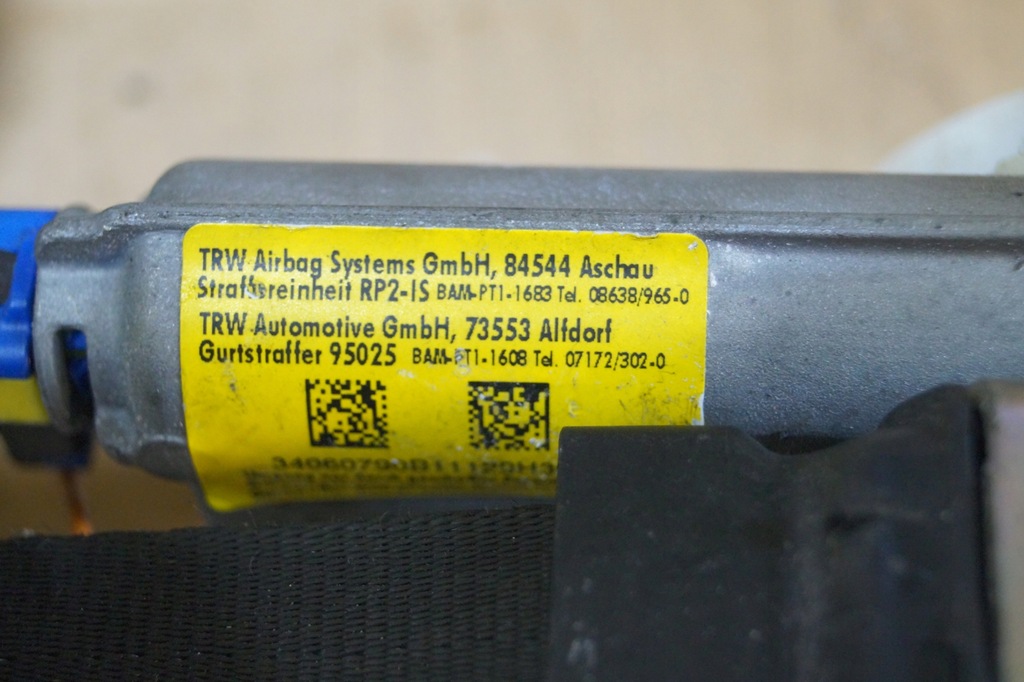 TRW Airbag Systems GmbH, 84544 Aschau
Straffereinheit RP2-IS BAM-PT1-1683 Tel. 08638/965-0
TRW Automotive GmbH, 73553 Alfdorf
Gurtstraffer 95025 BAM-PT1-1608 Tel. 07172/302-0